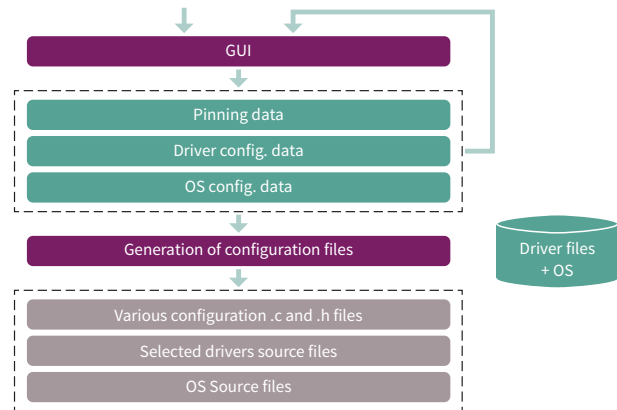 GUI
Pinning data
Driver config. data
OS config. data
Generation of configuration files
Driver files
+ OS
Various configuration .c and .h files
Selected drivers source files
OS Source files